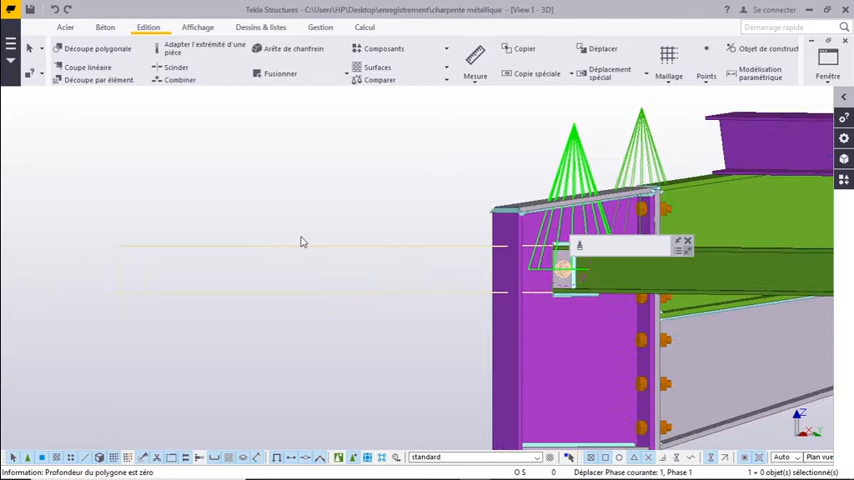 Tekla Structures - C:\Users\HP\Desktop\enregistrement\charpente métallique - [View 1 - 3D]
? Se connecter
Acier Béton Edition Affichage Dessins & listes Gestion Calcul Démarrage rapide
Découpe polygonale Adapter l'extrémité d'une pièce Arête de chanfrein Composants Copier Déplacer Objet de construct
Coupe linéaire Scinder Fusionner Surfaces Mesure Copie spéciale Déplacement spécial Maillage Points Modélisation paramétrique Fenêtre
Découpe par élément Combiner Comparer
Z
X
Y
standard Auto Plan vue
Information: Profondeur du polygone est zéro O S 0 Déplacer Phase courante: 1, Phase 1 1 + 0 objet(s) sélectionné(s)